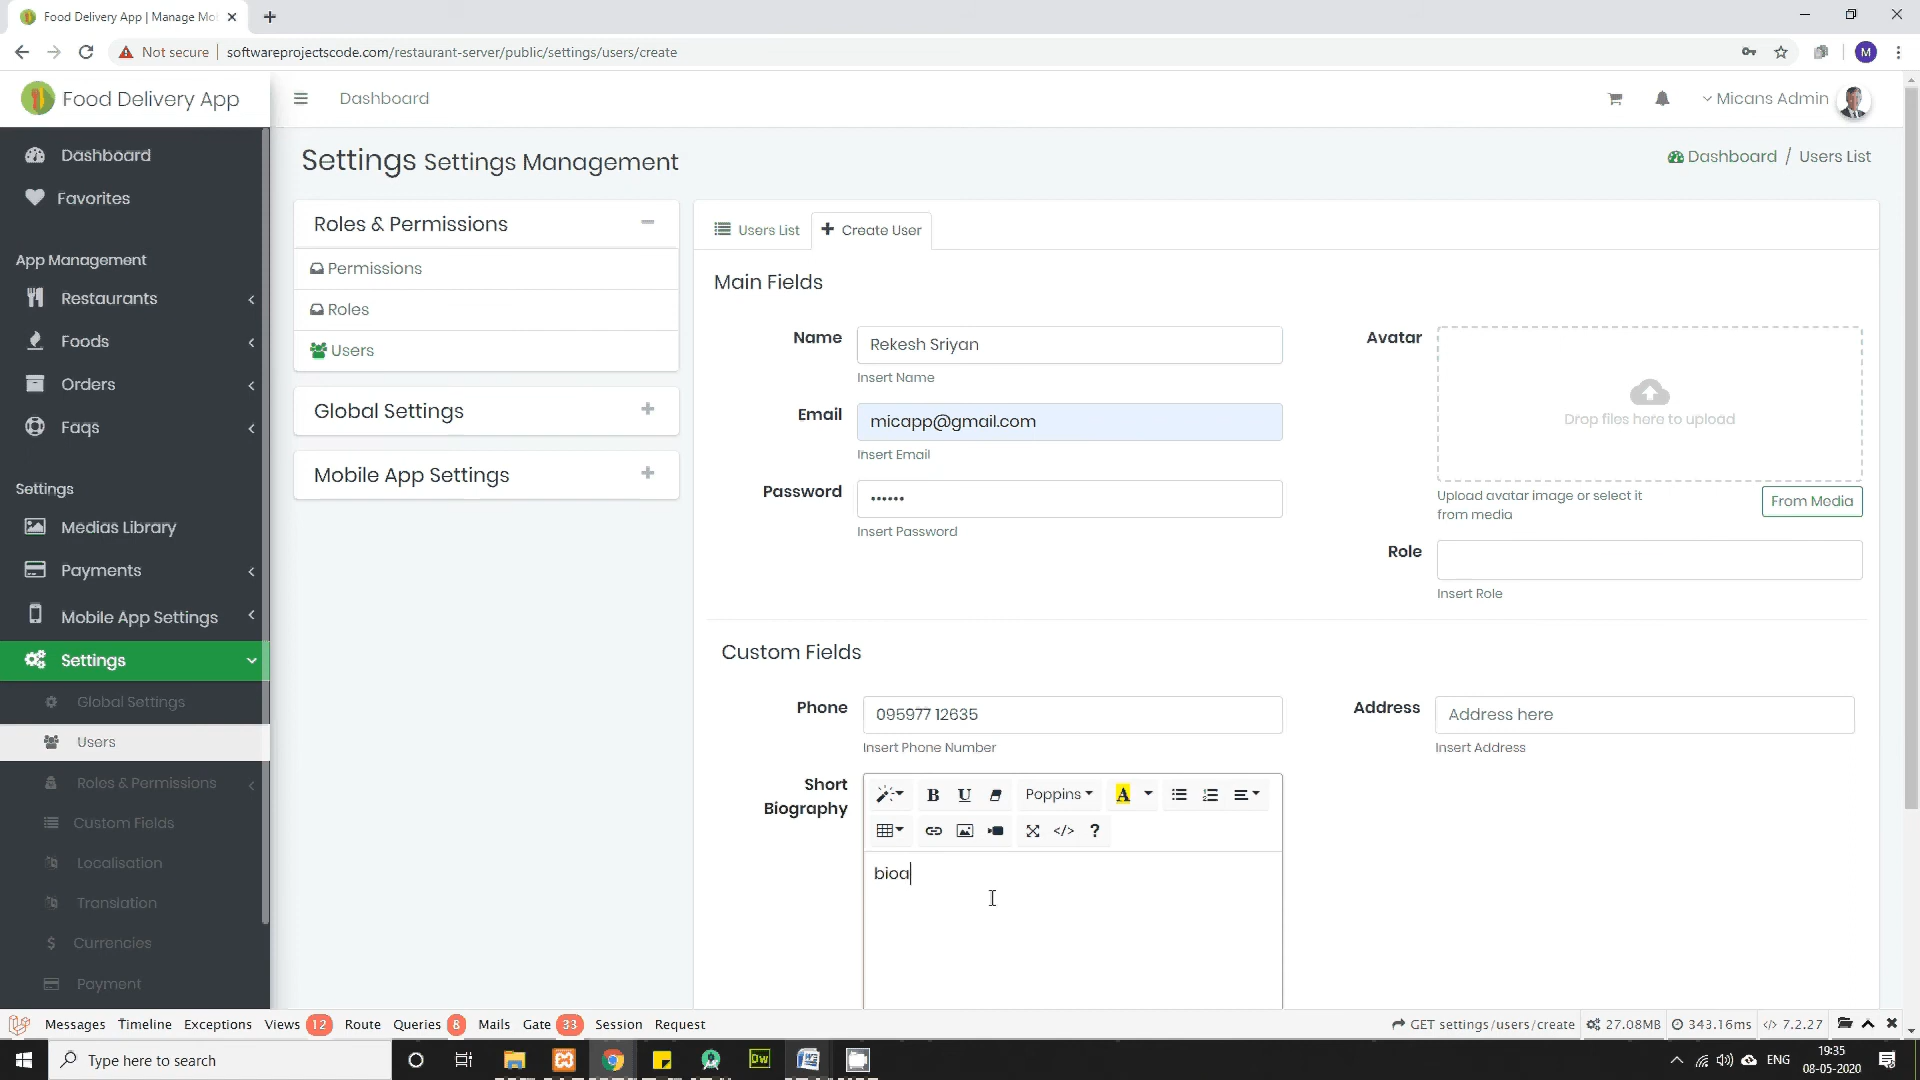 Food Delivery App | Manage Mo
Not secure
softwareprojectscode.com/restaurant-server/public/settings/users/create
M
Food Delivery App
Dashboard
Micans Admin
Dashboard
Favorites
App Management
Restaurants
Foods
Orders
Faqs
Settings
Medias Library
Payments
Mobile App Settings
Settings
Global Settings
Users
Roles & Permissions
Custom Fields
Localisation
Translation
Currencies
Payment
Settings Settings Management
Dashboard / Users List
Roles & Permissions
Permissions
Roles
Users
Global Settings
Mobile App Settings
Users List
Create User
Main Fields
Name
Rekesh Sriyan
Insert Name
Email
micapp@gmail.com
Insert Email
Password
••••••
Insert Password
Avatar
Drop files here to upload
Upload avatar image or select it
from media
From Media
Role
Insert Role
Custom Fields
Phone
095977 12635
Insert Phone Number
Address
Address here
Insert Address
Short
Biography
B U Poppins A
</> ?
bioa
Messages Timeline Exceptions Views 12 Route Queries 8 Mails Gate 33 Session Request
GET settings/users/create 27.08MB 343.16ms </> 7.2.27
Type here to search
Dw
ENG
19:35
08-05-2020